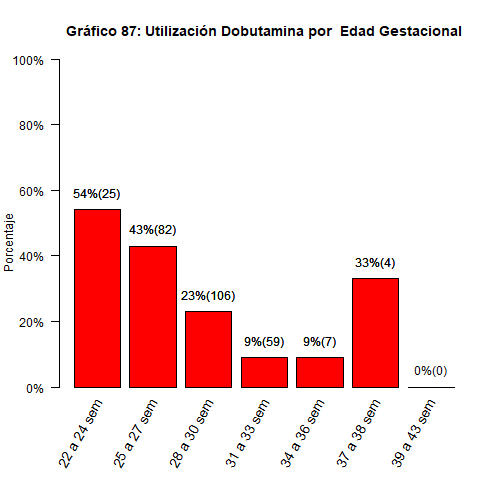 Gráfico 87: Utilización Dobutamina por  Edad Gestacional
Porcentaje
100%
80%
60%
40%
20%
0%
54%(25)
43%(82)
23%(106)
9%(59)
9%(7)
33%(4)
0%(0)
22 a 24 sem
25 a 27 sem
28 a 30 sem
31 a 33 sem
34 a 36 sem
37 a 38 sem
39 a 43 sem